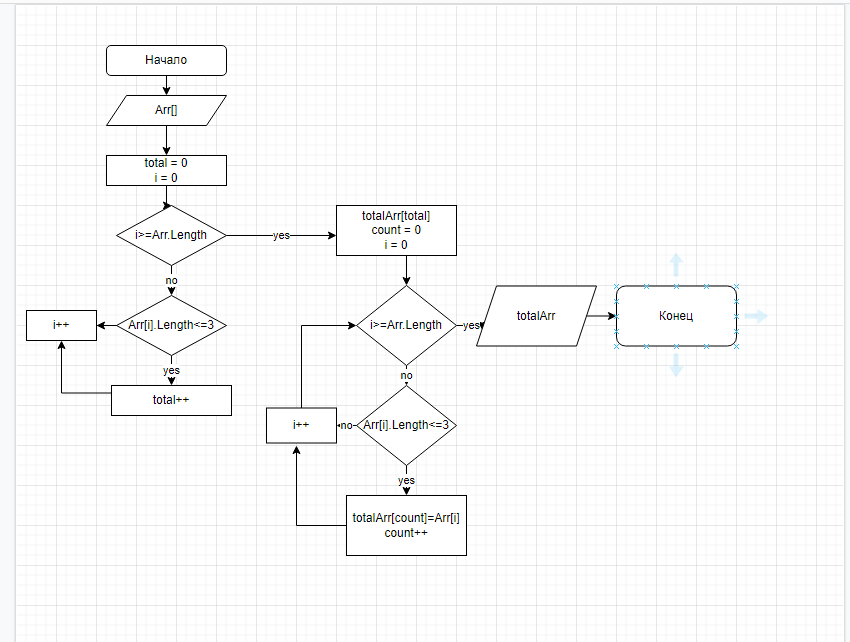 Начало
Arr[]
total = 0
i = 0
i>=Arr.Length
yes
no
Arr[i].Length<=3
i++
yes
total++
totalArr[total]
count = 0
i = 0
i>=Arr.Length
yes
no
Arr[i].Length<=3
no
i++
yes
totalArr[count]=Arr[i]
count++
totalArr
Конец